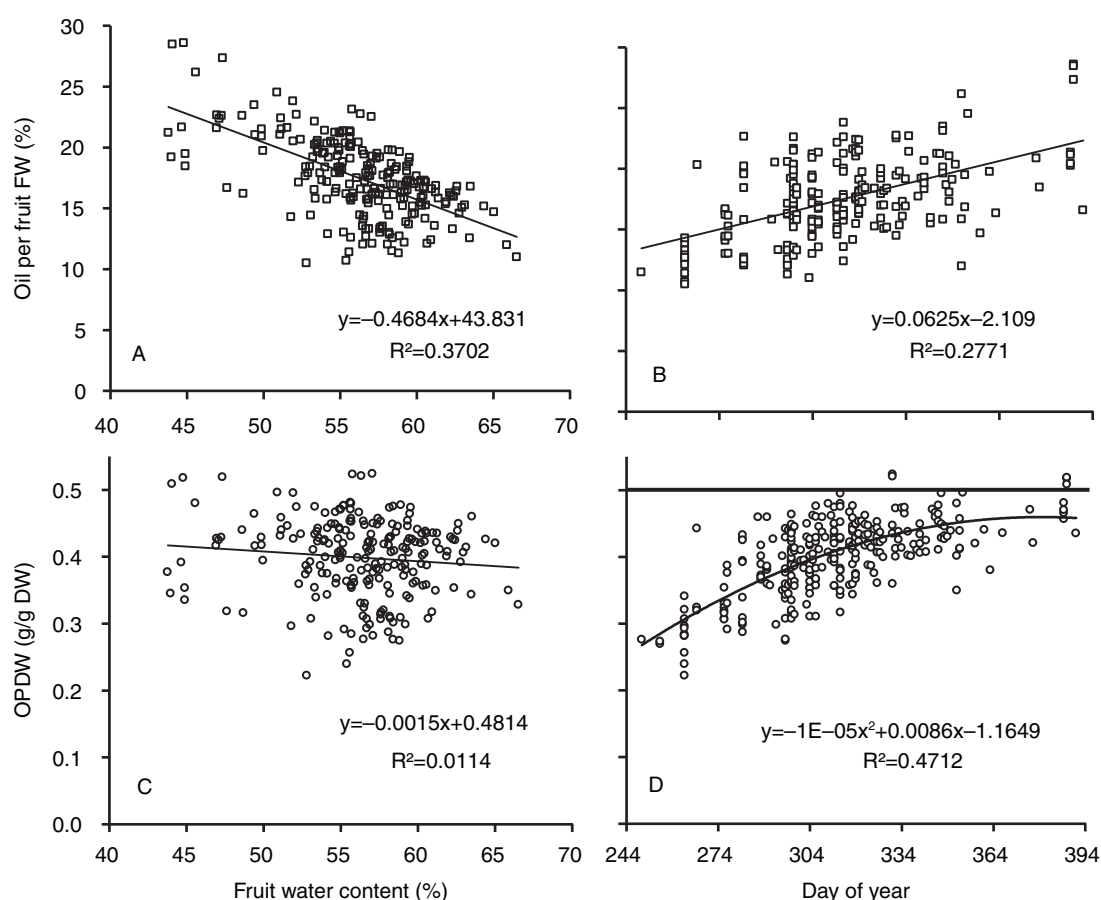 30
25
20
15
10
5
0
Oil per fruit FW (%)
y=–0.4684x+43.831
R²=0.3702
A
40 45 50 55 60 65 70
y=0.0625x–2.109
R²=0.2771
B
0.5
0.4
0.3
0.2
0.1
0.0
OPDW (g/g DW)
y=–0.0015x+0.4814
R²=0.0114
C
40 45 50 55 60 65 70
Fruit water content (%)
y=–1E–05x²+0.0086x–1.1649
R²=0.4712
D
244 274 304 334 364 394
Day of year